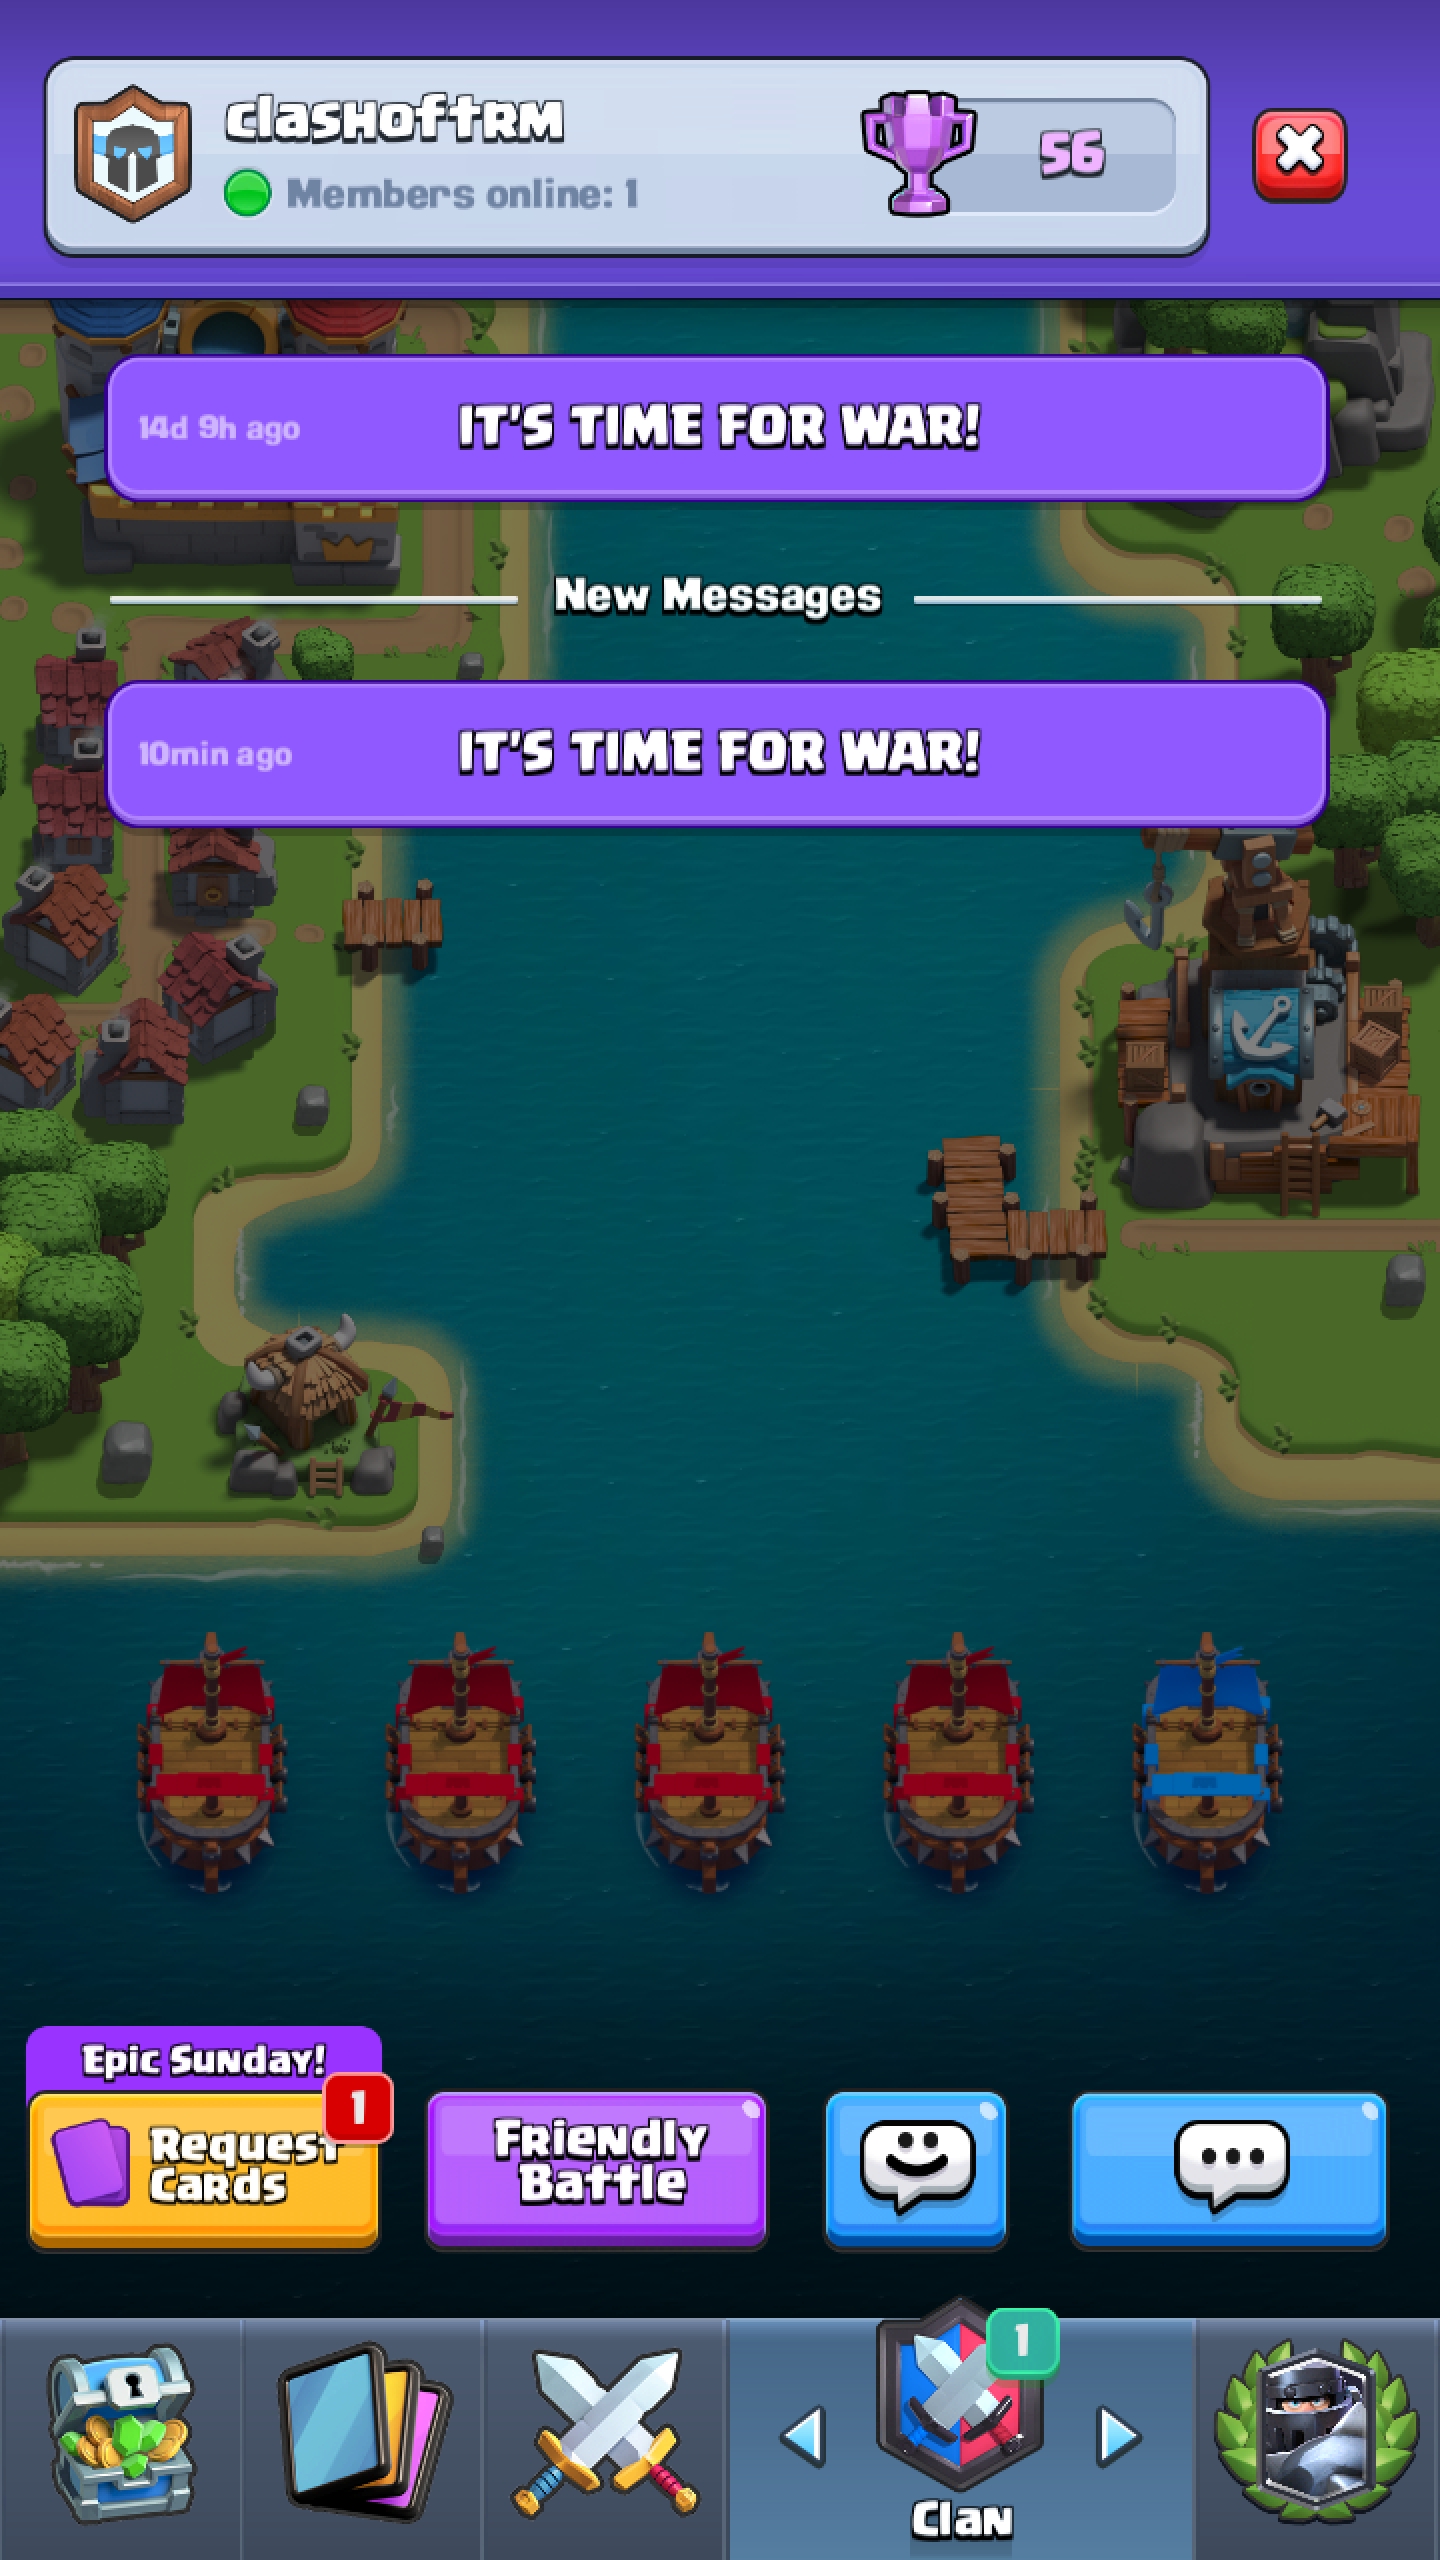 clashoftRM
Members online: 1
56
14d 9h ago
IT'S TIME FOR WAR!
New Messages
10min ago
IT'S TIME FOR WAR!
Epic Sunday!
1
Request
Cards
Friendly
Battle
1
Clan